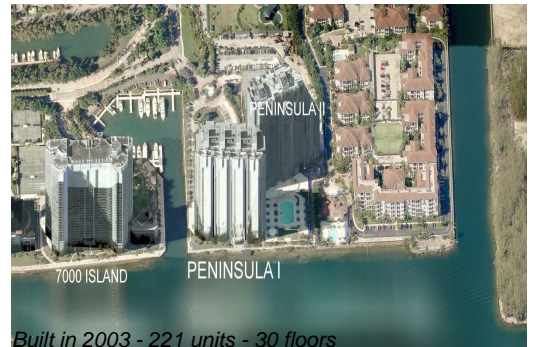 PENINSULA II
7000 ISLAND
PENINSULA I
Built in 2003 - 221 units - 30 floors